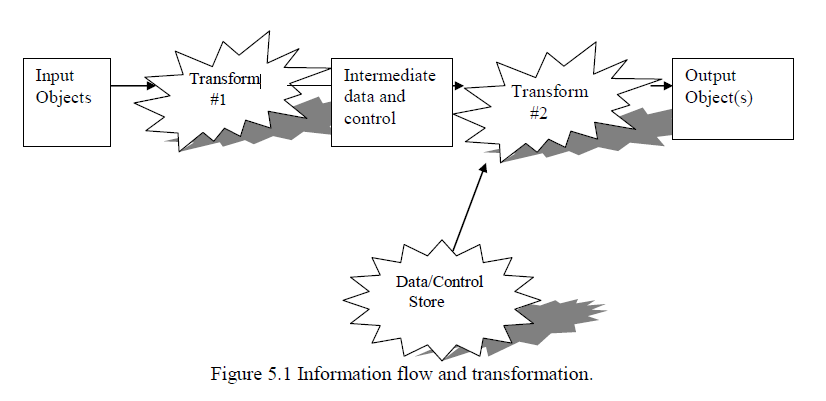 Input
Objects
Transform
#1
Intermediate
data and
control
Transform
#2
Output
Object(s)
Data/Control
Store
Figure 5.1 Information flow and transformation.